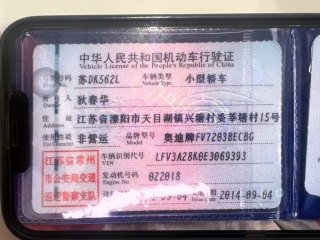 中华人民共和国机动车行驶证
Vehicle License of the People's Republic of China
号牌号码 苏DK562L 车辆类型 小型轿车
Vehicle Type
所 有 人 狄春华
住 址 江苏省溧阳市天目湖镇兴塘村姜莘塘村15号
使用性质 非营运 品牌型号 奥迪牌FV7203BECBG
江苏省常州 车辆识别代号 LFV3A28K0E3069393
VIN
市公安局交通 发动机号码 022018
Engine No.
巡逻警察支队 2014-09-04